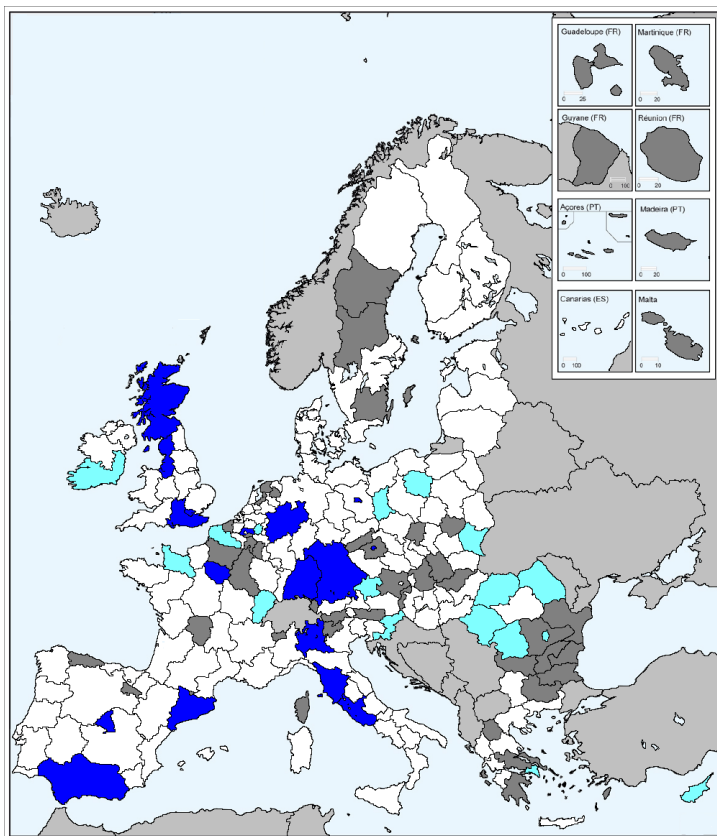 Guadeloupe (FR)
0 25
Martinique (FR)
0 20
Guyane (FR)
0 100
Réunion (FR)
0 20
Açores (PT)
0 100
Madeira (PT)
0 20
Canarias (ES)
0 100
Malta
0 10